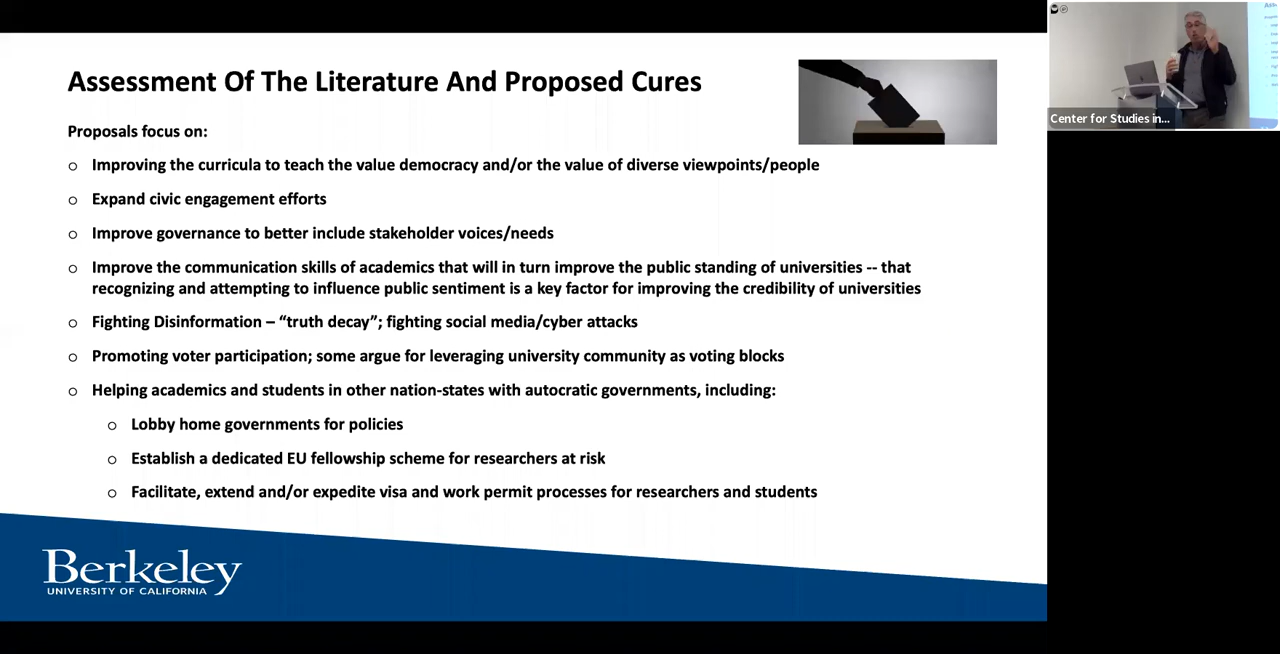 Assessment Of The Literature And Proposed Cures
Proposals focus on:
o Improving the curricula to teach the value democracy and/or the value of diverse viewpoints/people
o Expand civic engagement efforts
o Improve governance to better include stakeholder voices/needs
o Improve the communication skills of academics that will in turn improve the public standing of universities -- that
recognizing and attempting to influence public sentiment is a key factor for improving the credibility of universities
o Fighting Disinformation – “truth decay”; fighting social media/cyber attacks
o Promoting voter participation; some argue for leveraging university community as voting blocks
o Helping academics and students in other nation-states with autocratic governments, including:
o Lobby home governments for policies
o Establish a dedicated EU fellowship scheme for researchers at risk
o Facilitate, extend and/or expedite visa and work permit processes for researchers and students
Berkeley
UNIVERSITY OF CALIFORNIA
Center for Studies in...